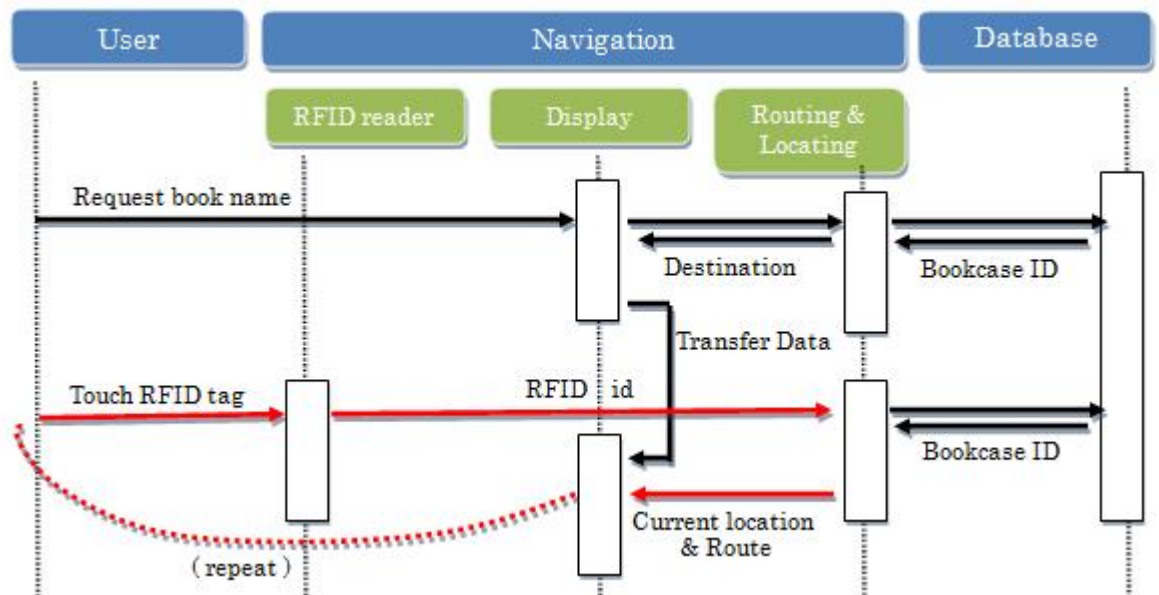 User
Navigation
Database
RFID reader
Display
Routing &
Locating
Request book name
Destination
Bookcase ID
Transfer Data
Touch RFID tag
RFID id
Bookcase ID
Current location
& Route
( repeat )